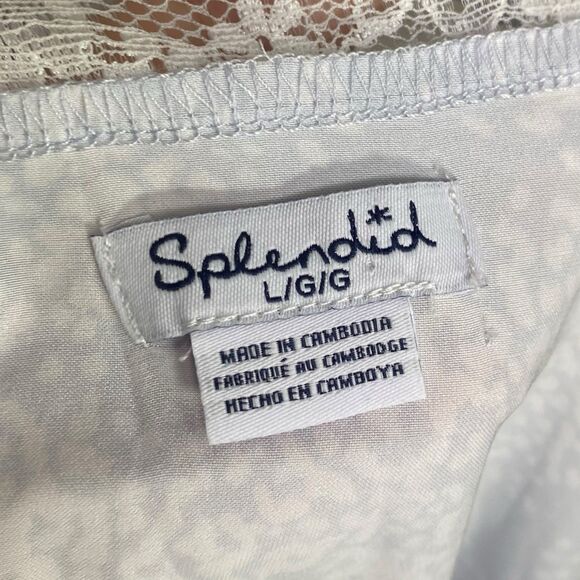 Splendid
L/G/G
MADE IN CAMBODIA
FABRIQUÉ AU CAMBODGE
HECHO EN CAMBOYA